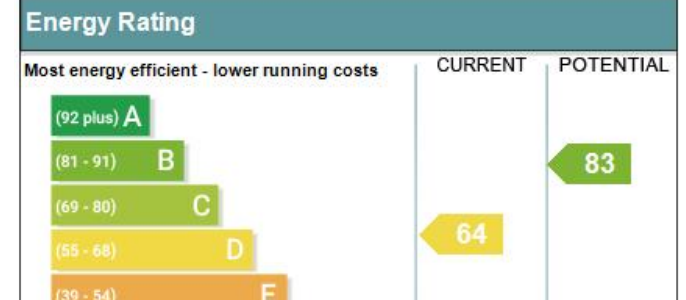 Energy Rating
Most energy efficient - lower running costs
CURRENT
POTENTIAL
(92 plus) A
(81 - 91) B
83
(69 - 80) C
64
(55 - 68) D
(39 - 54) E